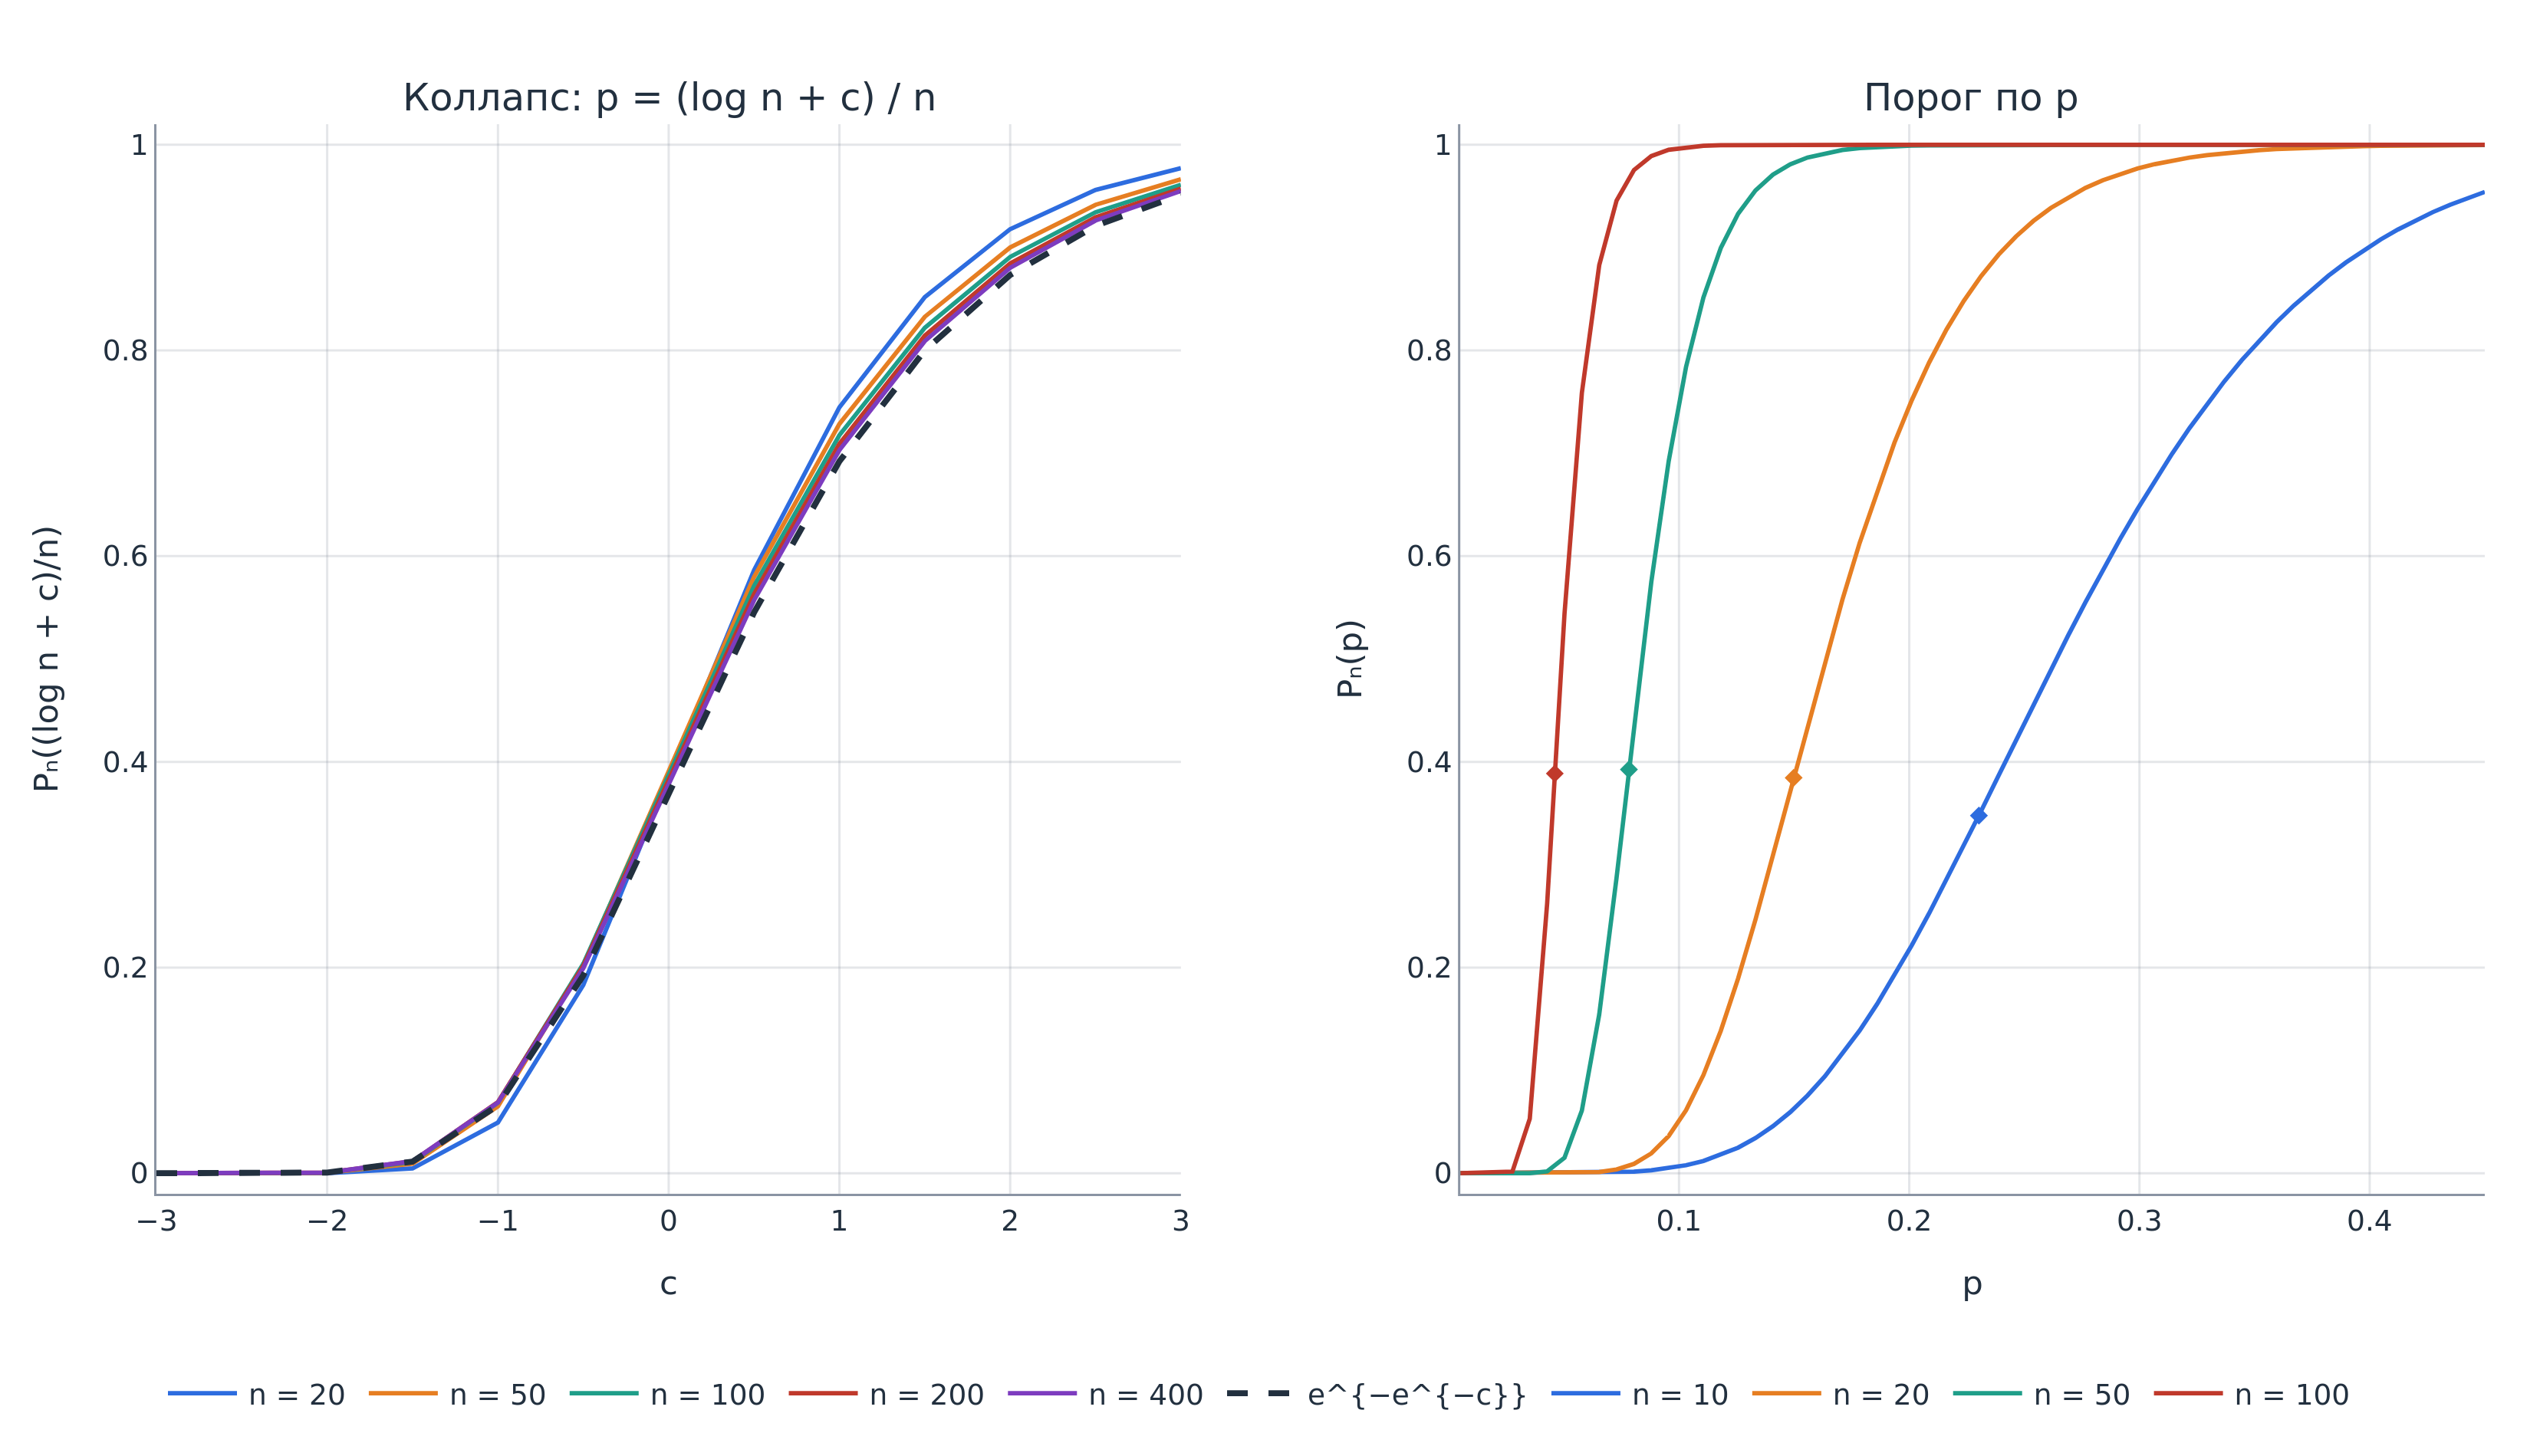 Коллапс: p = (log n + c) / n
Pₙ((log n + c)/n)
1
0.8
0.6
0.4
0.2
0
−3
−2
−1
0
1
2
3
c
Порог по p
Pₙ(p)
1
0.8
0.6
0.4
0.2
0
0.1
0.2
0.3
0.4
p
n = 20
n = 50
n = 100
n = 200
n = 400
e^{−e^{−c}}
n = 10
n = 20
n = 50
n = 100